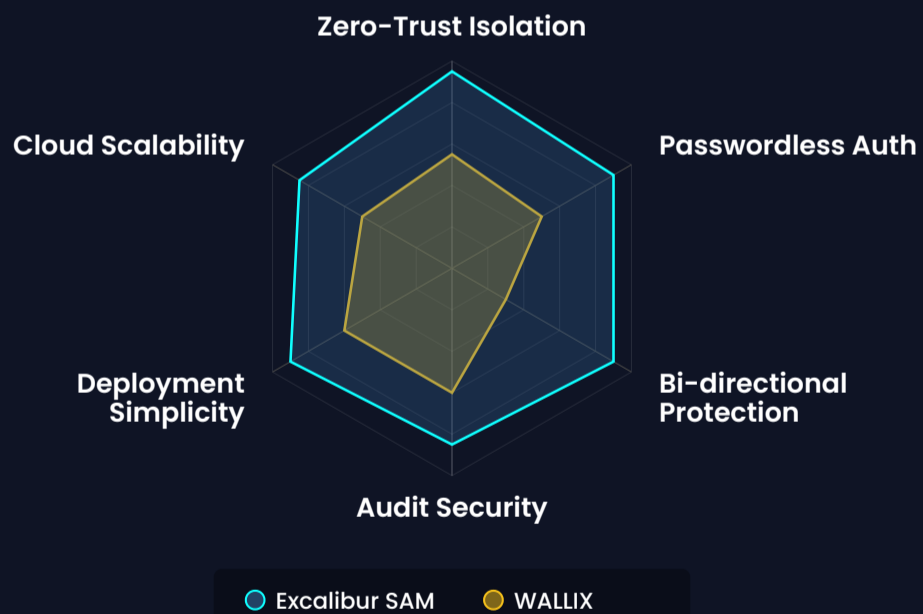 Zero-Trust Isolation
Cloud Scalability
Passwordless Auth
Deployment
Simplicity
Bi-directional
Protection
Audit Security
Excalibur SAM
WALLIX